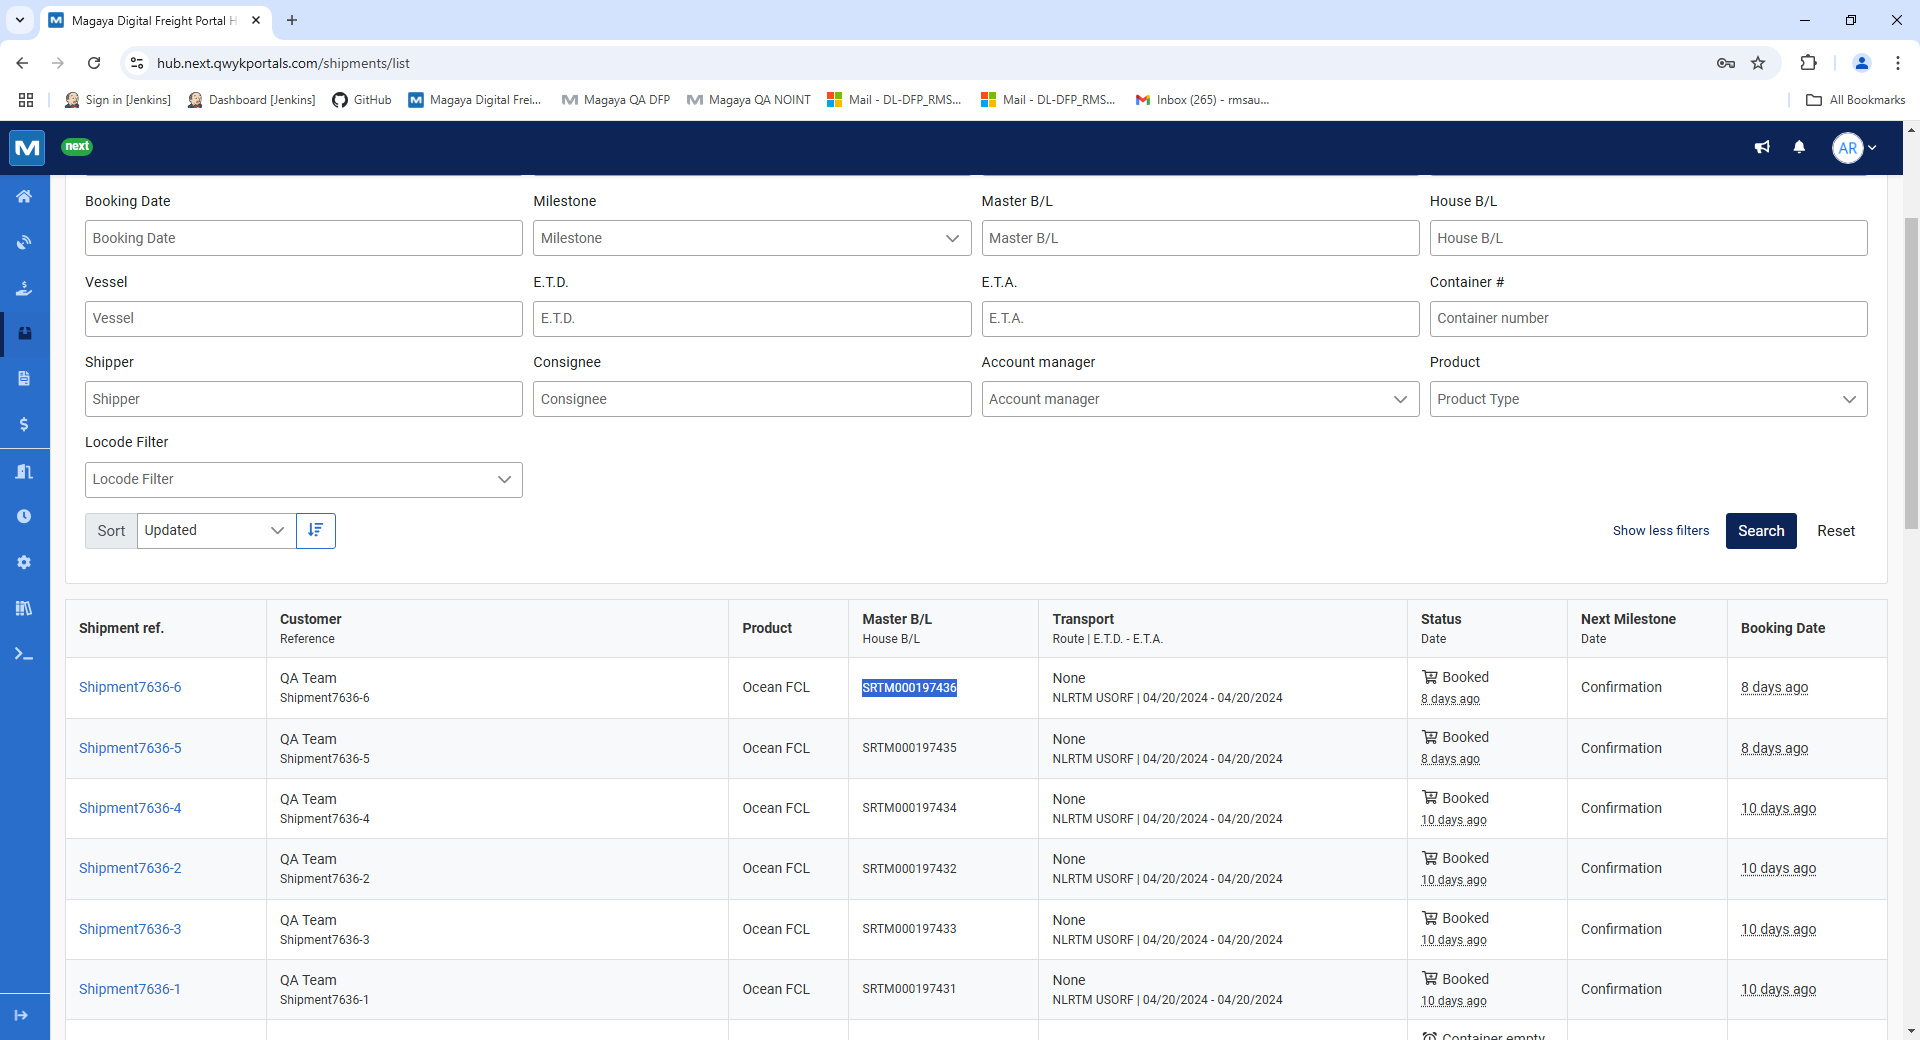 Magaya Digital Freight Portal H
hub.next.qwykportals.com/shipments/list
Sign in [Jenkins]
Dashboard [Jenkins]
GitHub
Magaya Digital Frei...
Magaya QA DFP
Magaya QA NOINT
Mail - DL-DFP_RMS...
Mail - DL-DFP_RMS...
Inbox (265) - rmsau...
All Bookmarks
M
next
AR
Booking Date
Milestone
Master B/L
House B/L
Booking Date
Milestone
Master B/L
House B/L
Vessel
E.T.D.
E.T.A.
Container #
Vessel
E.T.D.
E.T.A.
Container number
Shipper
Consignee
Account manager
Product
Shipper
Consignee
Account manager
Product Type
Locode Filter
Locode Filter
Sort
Updated
Show less filters
Search
Reset
Shipment ref.
Customer
Reference
Product
Master B/L
House B/L
Transport
Route | E.T.D. - E.T.A.
Status
Date
Next Milestone
Date
Booking Date
Shipment7636-6
QA Team
Shipment7636-6
Ocean FCL
SRTM000197436
None
NLRTM USORF | 04/20/2024 - 04/20/2024
Booked
8 days ago
Confirmation
8 days ago
Shipment7636-5
QA Team
Shipment7636-5
Ocean FCL
SRTM000197435
None
NLRTM USORF | 04/20/2024 - 04/20/2024
Booked
8 days ago
Confirmation
8 days ago
Shipment7636-4
QA Team
Shipment7636-4
Ocean FCL
SRTM000197434
None
NLRTM USORF | 04/20/2024 - 04/20/2024
Booked
10 days ago
Confirmation
10 days ago
Shipment7636-2
QA Team
Shipment7636-2
Ocean FCL
SRTM000197432
None
NLRTM USORF | 04/20/2024 - 04/20/2024
Booked
10 days ago
Confirmation
10 days ago
Shipment7636-3
QA Team
Shipment7636-3
Ocean FCL
SRTM000197433
None
NLRTM USORF | 04/20/2024 - 04/20/2024
Booked
10 days ago
Confirmation
10 days ago
Shipment7636-1
QA Team
Shipment7636-1
Ocean FCL
SRTM000197431
None
NLRTM USORF | 04/20/2024 - 04/20/2024
Booked
10 days ago
Confirmation
10 days ago
Container empty